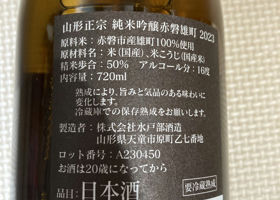 山形正宗 純米吟醸赤磐雄町 2023
原料米：赤磐市産雄町100%使用
原材料名：米（国産）、米こうじ（国産米）
精米歩合：50% アルコール分：16度
内容量：720ml
熟成により、旨みと気品のある味わいに
変化します。
冷蔵庫での保存熟成をおすすめします。
製造者：株式会社水戸部酒造
山形県天童市原町乙七番地
ロット番号：A230450
お酒は20歳になってから
品目：日本酒
要冷蔵熟成